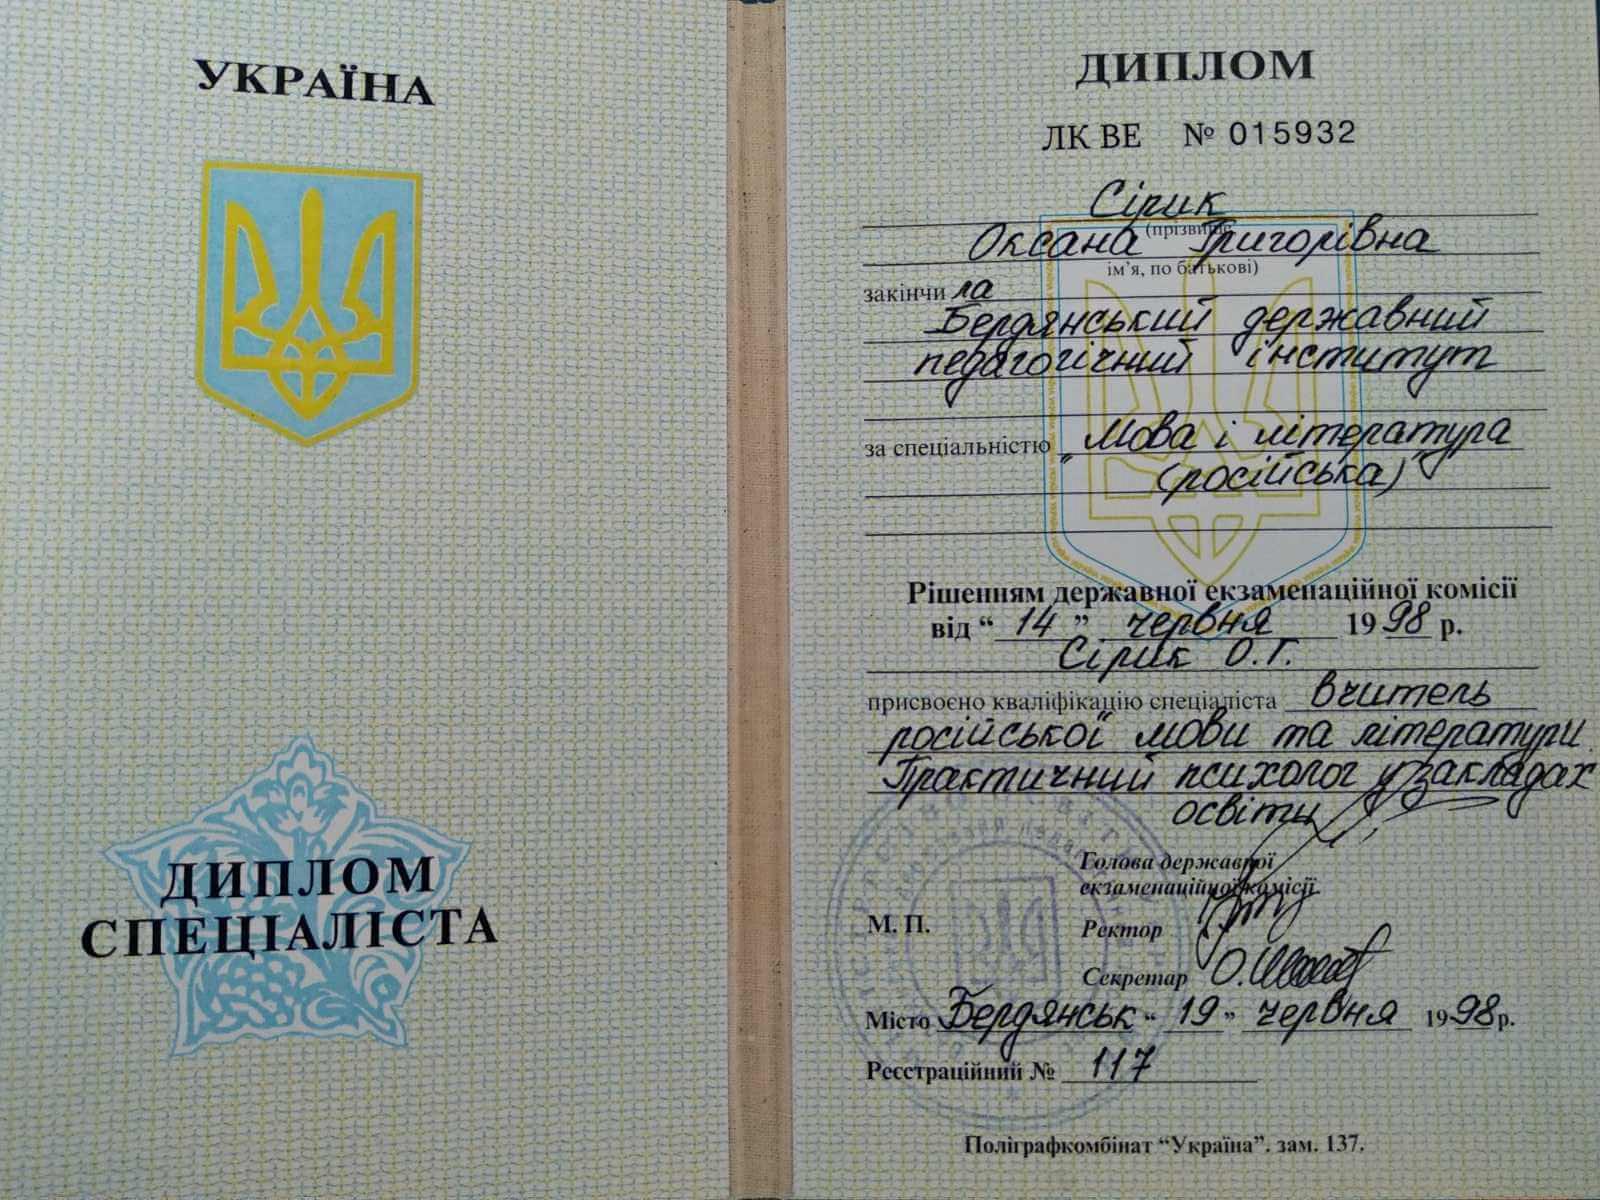 УКРАЇНА
ДИПЛОМ
СПЕЦІАЛІСТА
ДИПЛОМ
ЛК ВЕ № 015932
Сірик
(прізвище,
Оксана Григорівна
ім'я, по батькові)
закінчила
Бердянський державний
педагогічний інститут
за спеціальністю "Мова і література
(російська)"
Рішенням державної екзаменаційної комісії
від “ 14 ” червня 1998 р.
Сірик О.Г.
присвоєно кваліфікацію спеціаліста вчитель
російської мови та літератури.
Практичний психолог у закладах
освіти
Голова державної
екзаменаційної комісії
М. П.
Ректор
Секретар
Місто Бердянськ “ 19 ” червня 1998р.
Реєстраційний № 117
Поліграфкомбінат “Україна”. зам. 137.